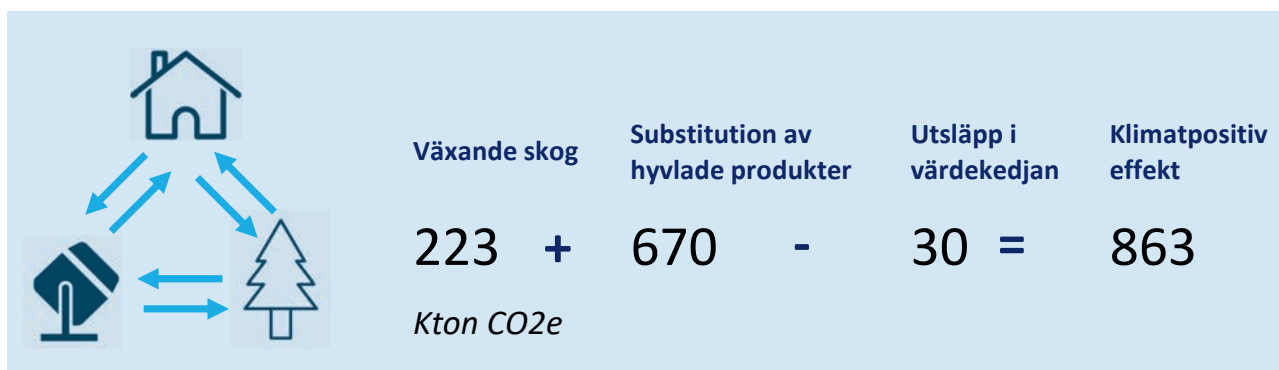 Växande skog
Substitution av
hyvlade produkter
Utsläpp i
värdekedjan
Klimatpositiv
effekt
223 + 670 - 30 = 863
Kton CO2e